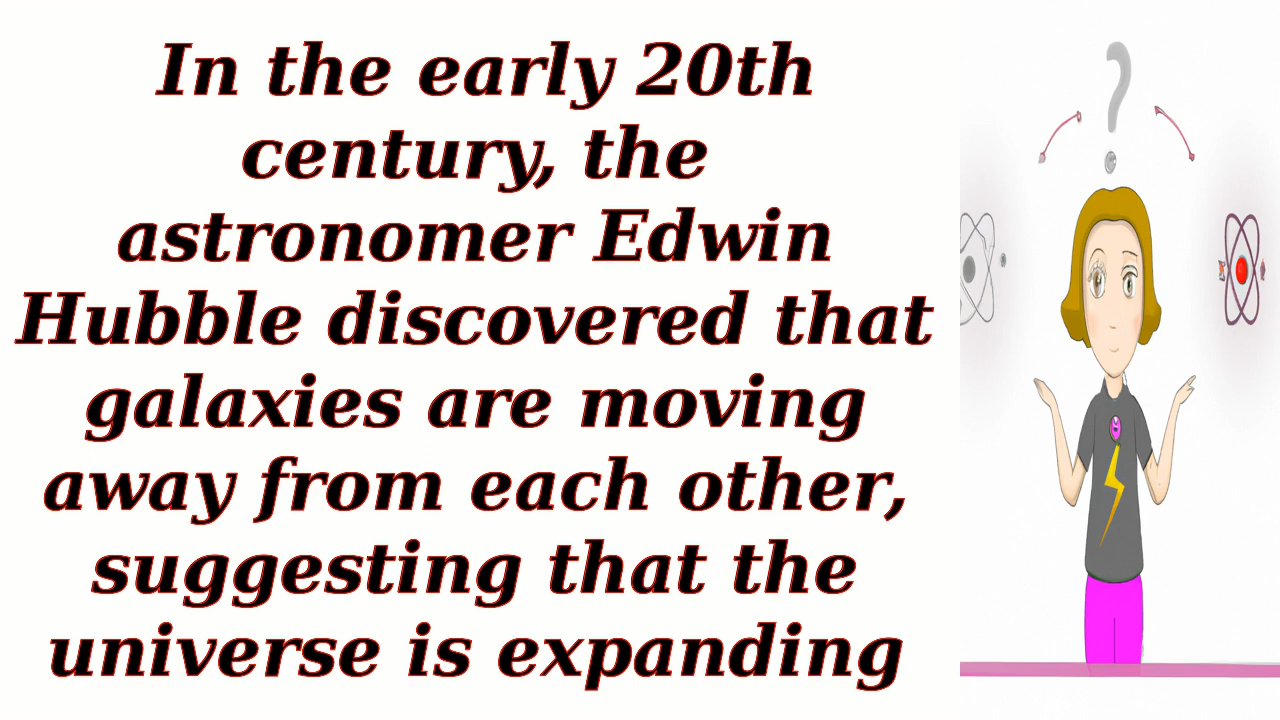 In the early 20th
century, the
astronomer Edwin
Hubble discovered that
galaxies are moving
away from each other,
suggesting that the
universe is expanding
?